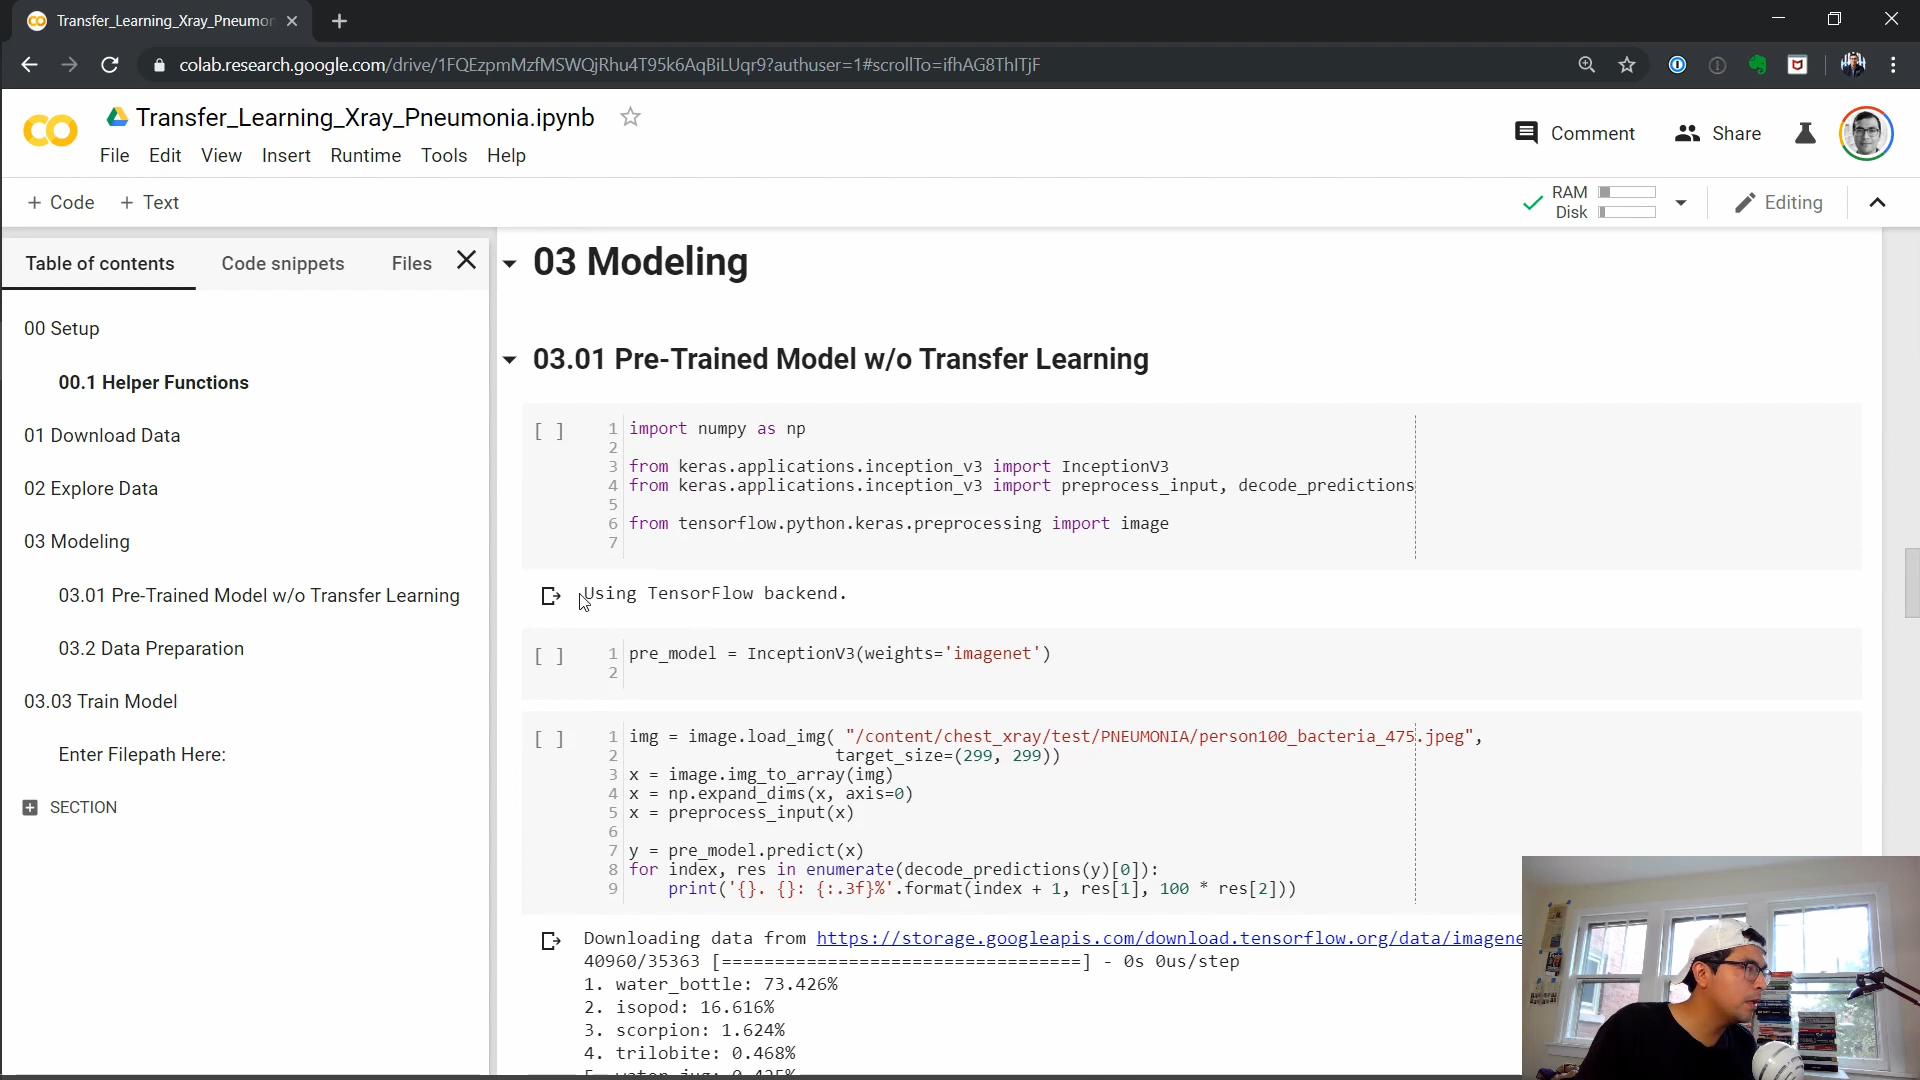 Transfer_Learning_Xray_Pneumon
colab.research.google.com/drive/1FQEzpmMzfMSWQjRhu4T95k6AqBiLUqr9?authuser=1#scrollTo=ifhAG8ThITjF
Transfer_Learning_Xray_Pneumonia.ipynb
File Edit View Insert Runtime Tools Help
Comment
Share
+ Code + Text
RAM
Disk
Editing
Table of contents
Code snippets
Files
00 Setup
00.1 Helper Functions
01 Download Data
02 Explore Data
03 Modeling
03.01 Pre-Trained Model w/o Transfer Learning
03.2 Data Preparation
03.03 Train Model
Enter Filepath Here:
SECTION
03 Modeling
03.01 Pre-Trained Model w/o Transfer Learning
[ ]
1 import numpy as np
2
3 from keras.applications.inception_v3 import InceptionV3
4 from keras.applications.inception_v3 import preprocess_input, decode_predictions
5
6 from tensorflow.python.keras.preprocessing import image
7
Using TensorFlow backend.
[ ]
1 pre_model = InceptionV3(weights='imagenet')
2
[ ]
1 img = image.load_img( "/content/chest_xray/test/PNEUMONIA/person100_bacteria_475.jpeg",
2 target_size=(299, 299))
3 x = image.img_to_array(img)
4 x = np.expand_dims(x, axis=0)
5 x = preprocess_input(x)
6
7 y = pre_model.predict(x)
8 for index, res in enumerate(decode_predictions(y)[0]):
9 print('{}. {}: {:.3f}%'.format(index + 1, res[1], 100 * res[2]))
Downloading data from https://storage.googleapis.com/download.tensorflow.org/data/imagene
40960/35363 [==================================] - 0s 0us/step
1. water_bottle: 73.426%
2. isopod: 16.616%
3. scorpion: 1.624%
4. trilobite: 0.468%